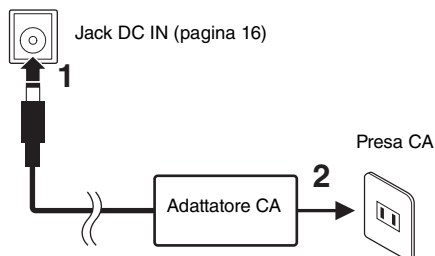 Jack DC IN (pagina 16)
1
Presa CA
2
Adattatore CA